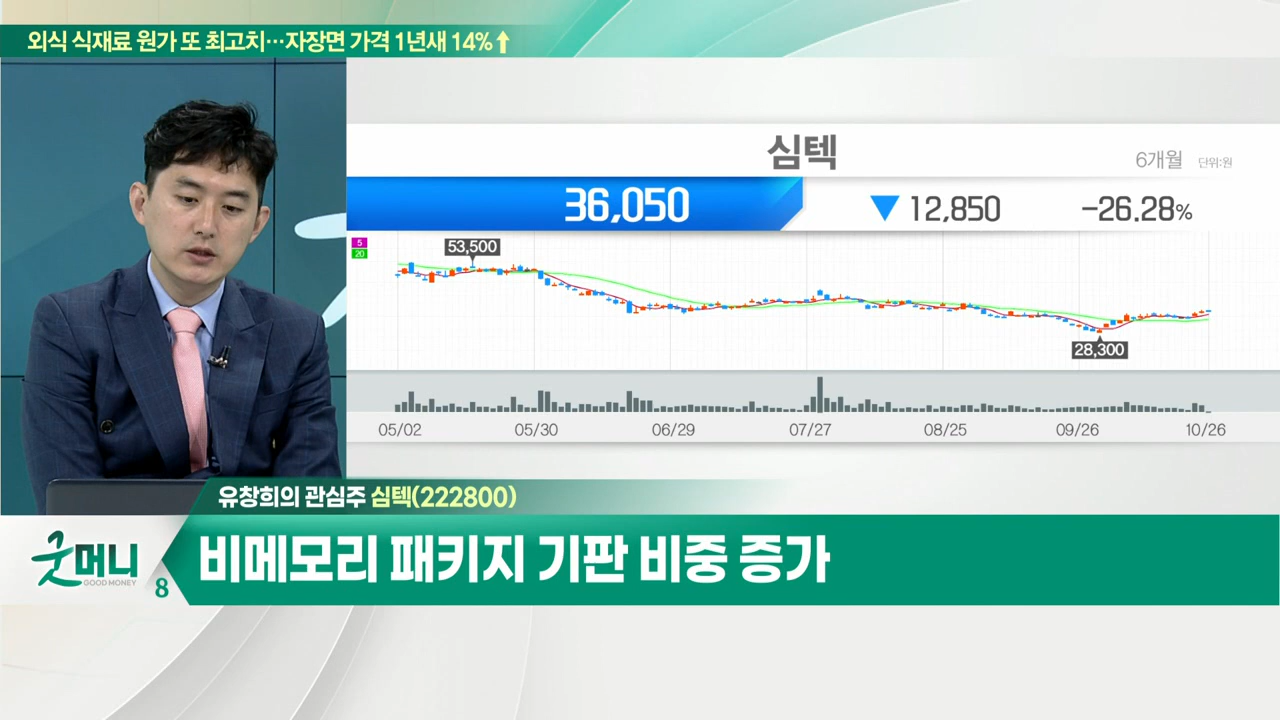 외식 식재료 원가 또 최고치…자장면 가격 1년새 14%⬆
심텍
6개월 단위:원
36,050 ▼ 12,850 -26.28%
5
20
53,500
28,300
05/02 05/30 06/29 07/27 08/25 09/26 10/26
유창희의 관심주 심텍(222800)
굿머니
GOOD MONEY
8
비메모리 패키지 기판 비중 증가